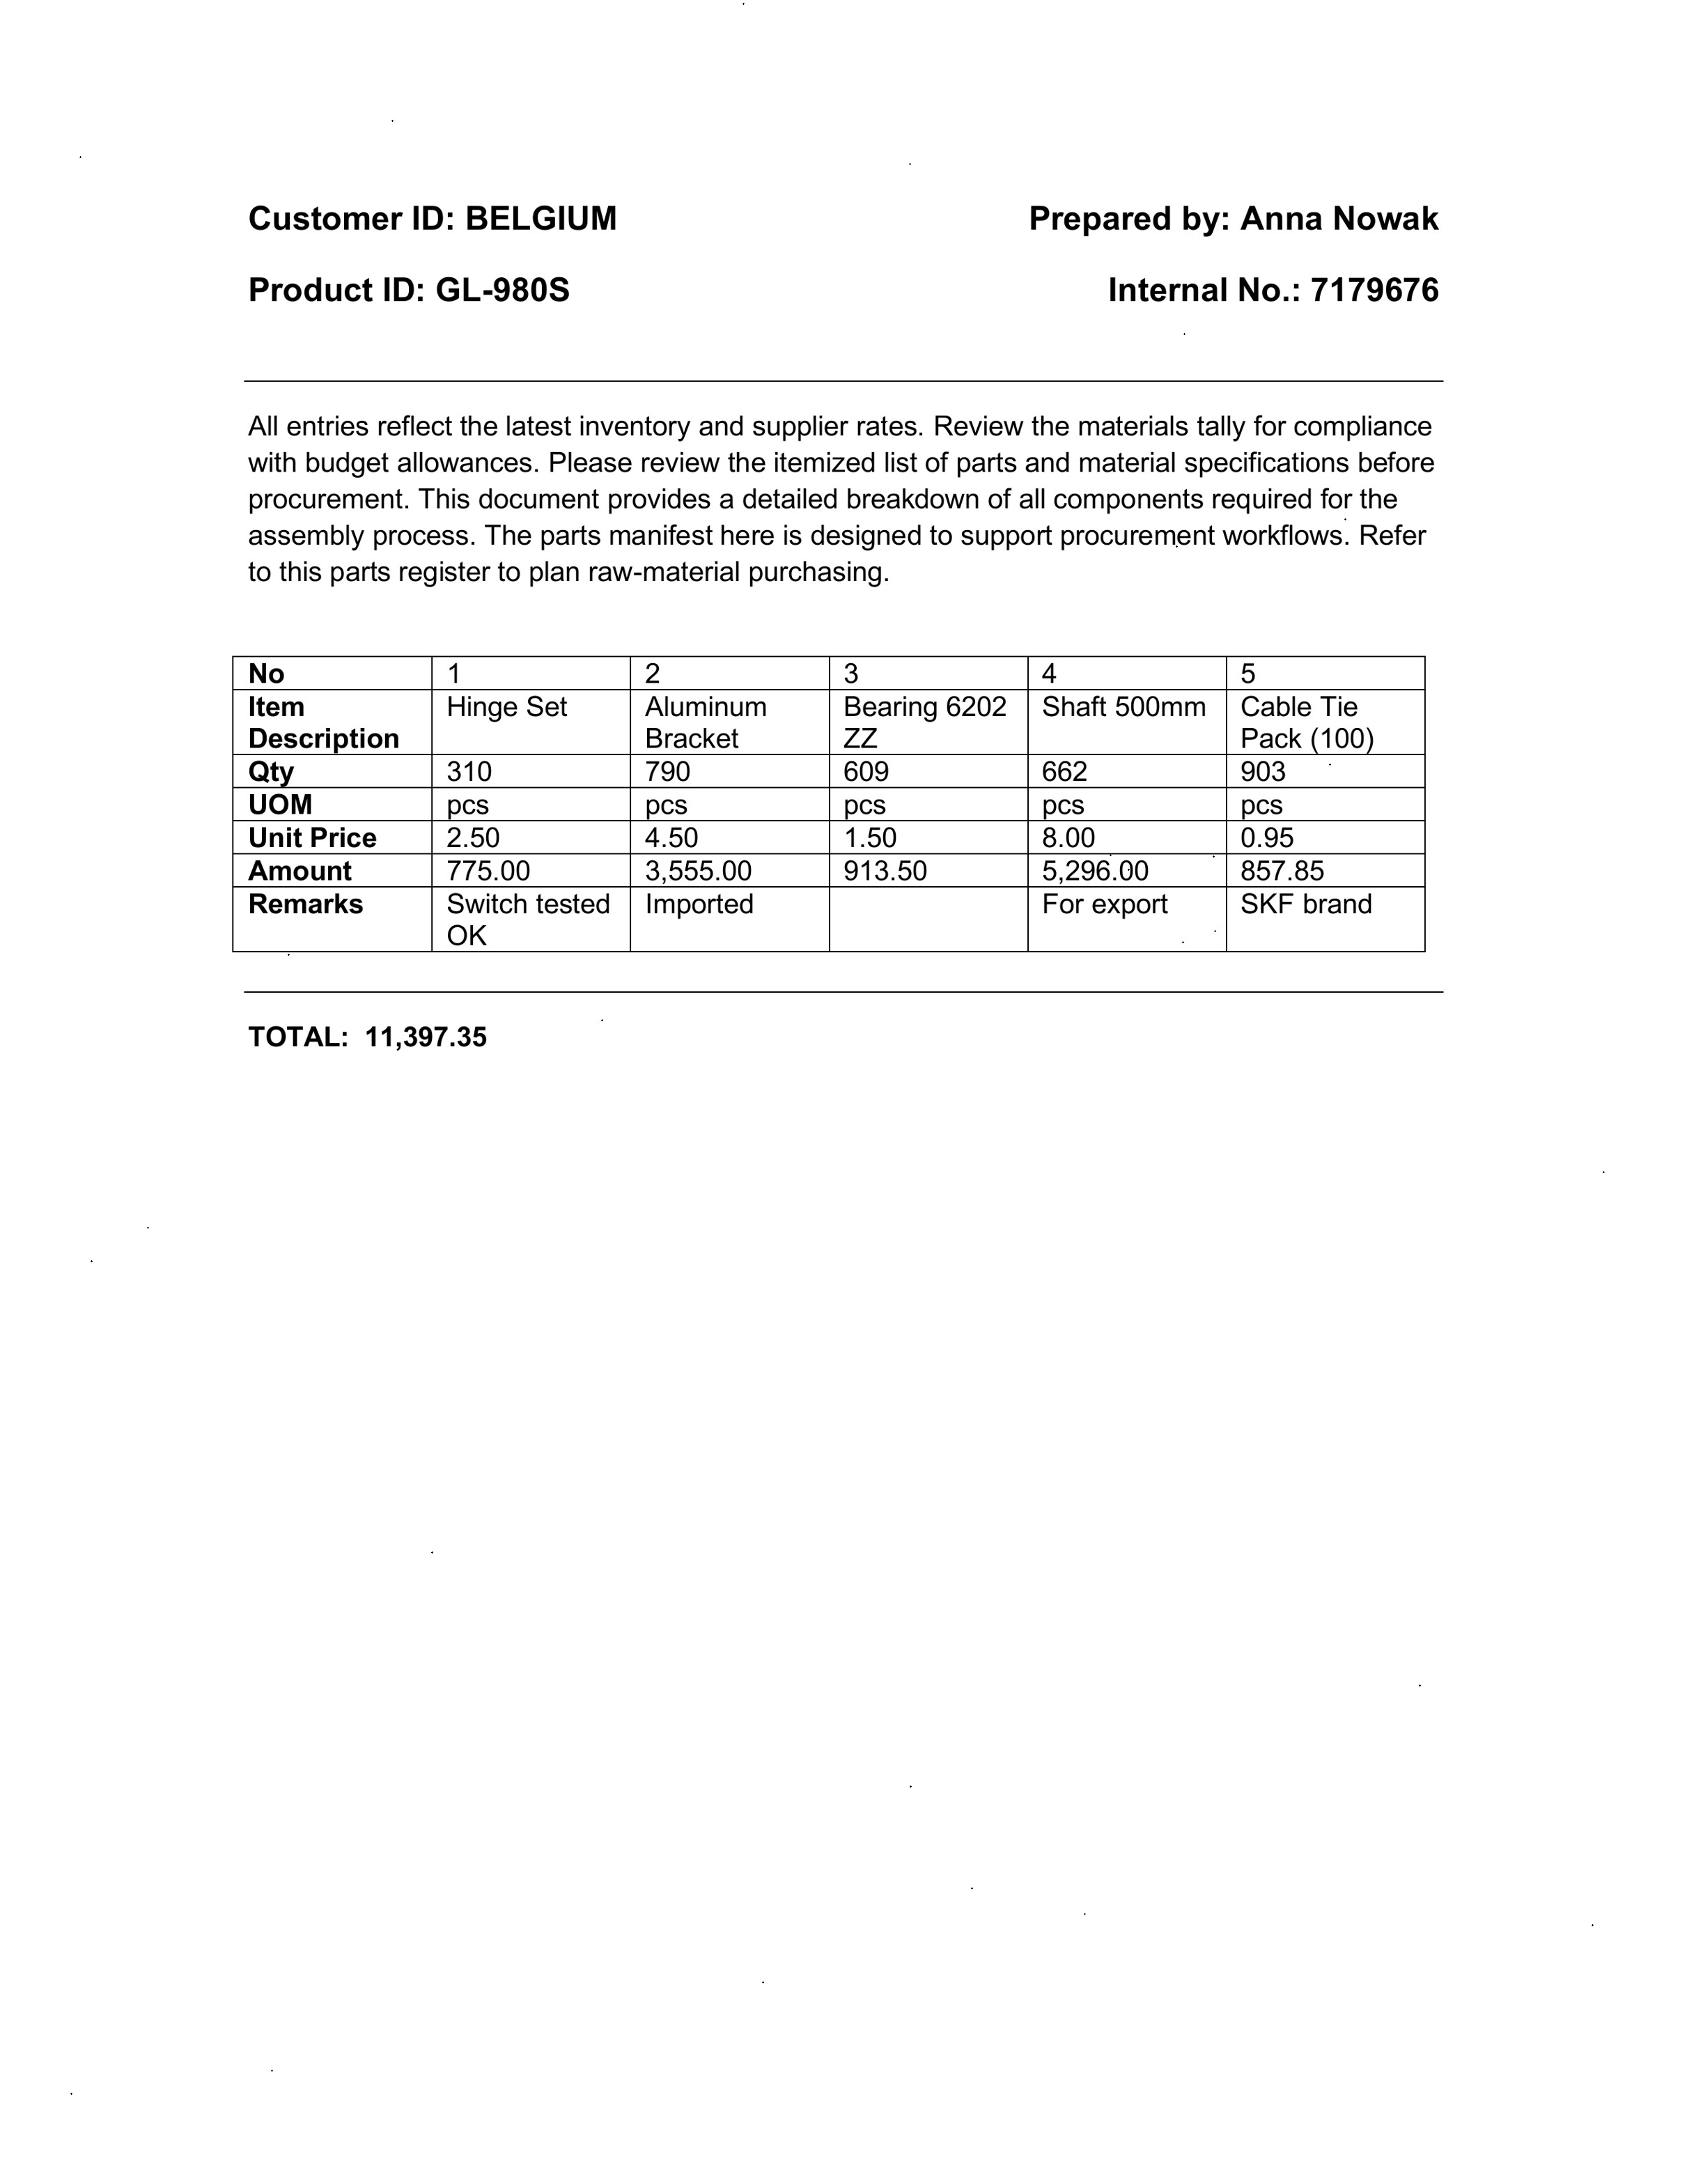 Customer ID: BELGIUM Prepared by: Anna Nowak
Product ID: GL-980S Internal No.: 7179676
All entries reflect the latest inventory and supplier rates. Review the materials tally for compliance
with budget allowances. Please review the itemized list of parts and material specifications before
procurement. This document provides a detailed breakdown of all components required for the
assembly process. The parts manifest here is designed to support procurement workflows. Refer
to this parts register to plan raw-material purchasing.
No 1 2 3 4 5
Item Hinge Set Aluminum Bearing 6202 Shaft 500mm Cable Tie
Description Bracket ZZ Pack (100)
Qty 310 790 609 662 903
UOM pcs pcs pcs pcs pcs
Unit Price 2.50 4.50 1.50 8.00 0.95
Amount 775.00 3,555.00 913.50 5,296.00 857.85
Remarks Switch tested Imported For export SKF brand
OK
TOTAL: 11,397.35